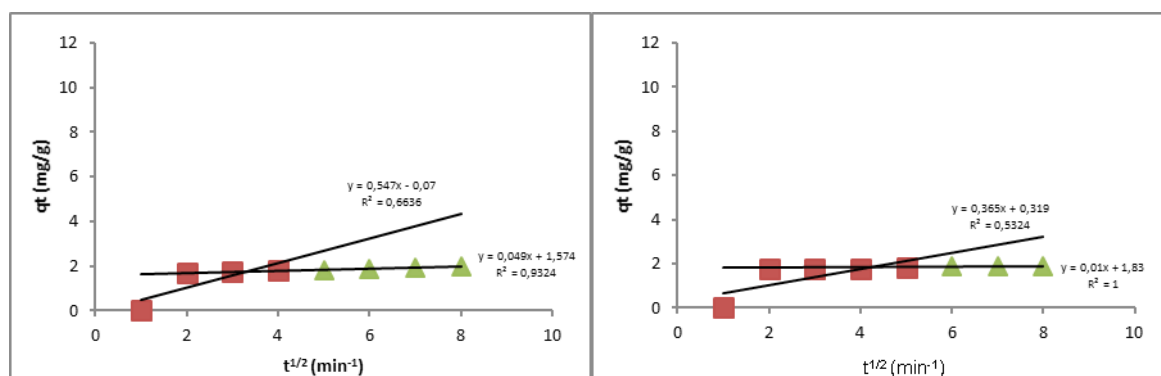 12
10
8
6
4
2
0
qt (mg/g)
y = 0,547x - 0,07
R² = 0,6636
y = 0,049x + 1,574
R² = 0,9324
0 2 4 6 8 10
t^1/2 (min^-1)
12
10
8
6
4
2
0
qt (mg/g)
y = 0,365x + 0,319
R² = 0,5324
y = 0,01x + 1,83
R² = 1
0 2 4 6 8 10
t^1/2 (min^-1)